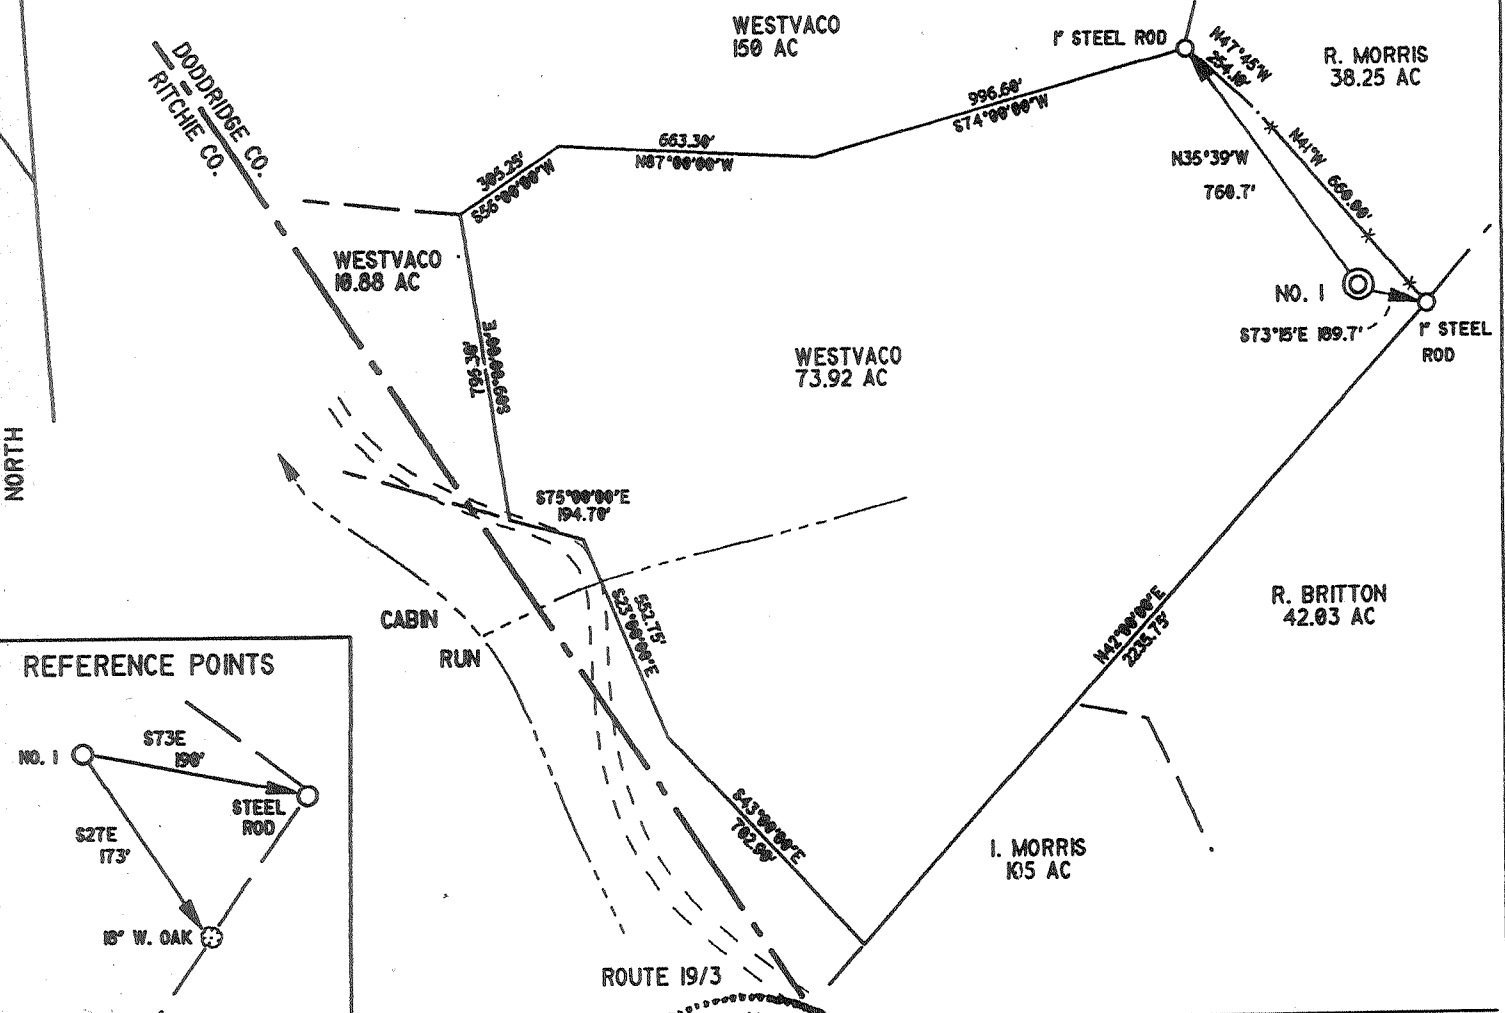 WESTVACO
150 AC
1" STEEL ROD
N47°45'W
254.10'
R. MORRIS
38.25 AC
DODDRIDGE CO.
RITCHIE CO.
996.60'
S74°00'00"W
663.30'
N87°00'00"W
305.25'
S56°00'00"W
N41°W 660.00'
N35°39'W
760.7'
WESTVACO
10.88 AC
NO. 1
S73°15'E 189.7'
1" STEEL
ROD
S09°00'00"E
WESTVACO
73.92 AC
NORTH
S75°00'00"E
194.70'
552.75'
S23°00'00"E
CABIN
RUN
R. BRITTON
42.03 AC
N42°00'00"E
2235.75'
REFERENCE POINTS
NO. 1
S73E
190'
STEEL
ROD
S27E
173'
18" W. OAK
S43°00'00"E
702.90'
I. MORRIS
105 AC
ROUTE 19/3